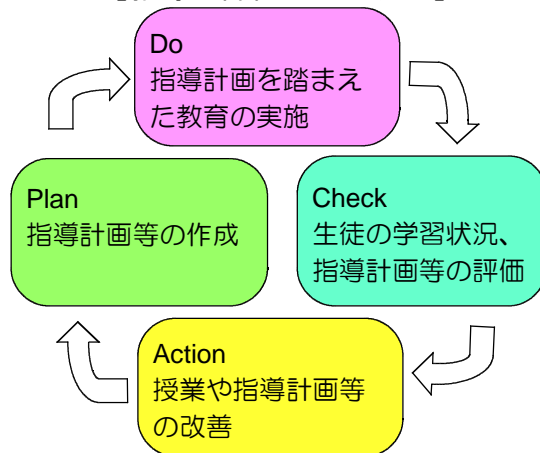 Do
指導計画を踏まえ
た教育の実施
Plan
指導計画等の作成
Check
生徒の学習状況、
指導計画等の評価
Action
授業や指導計画等
の改善